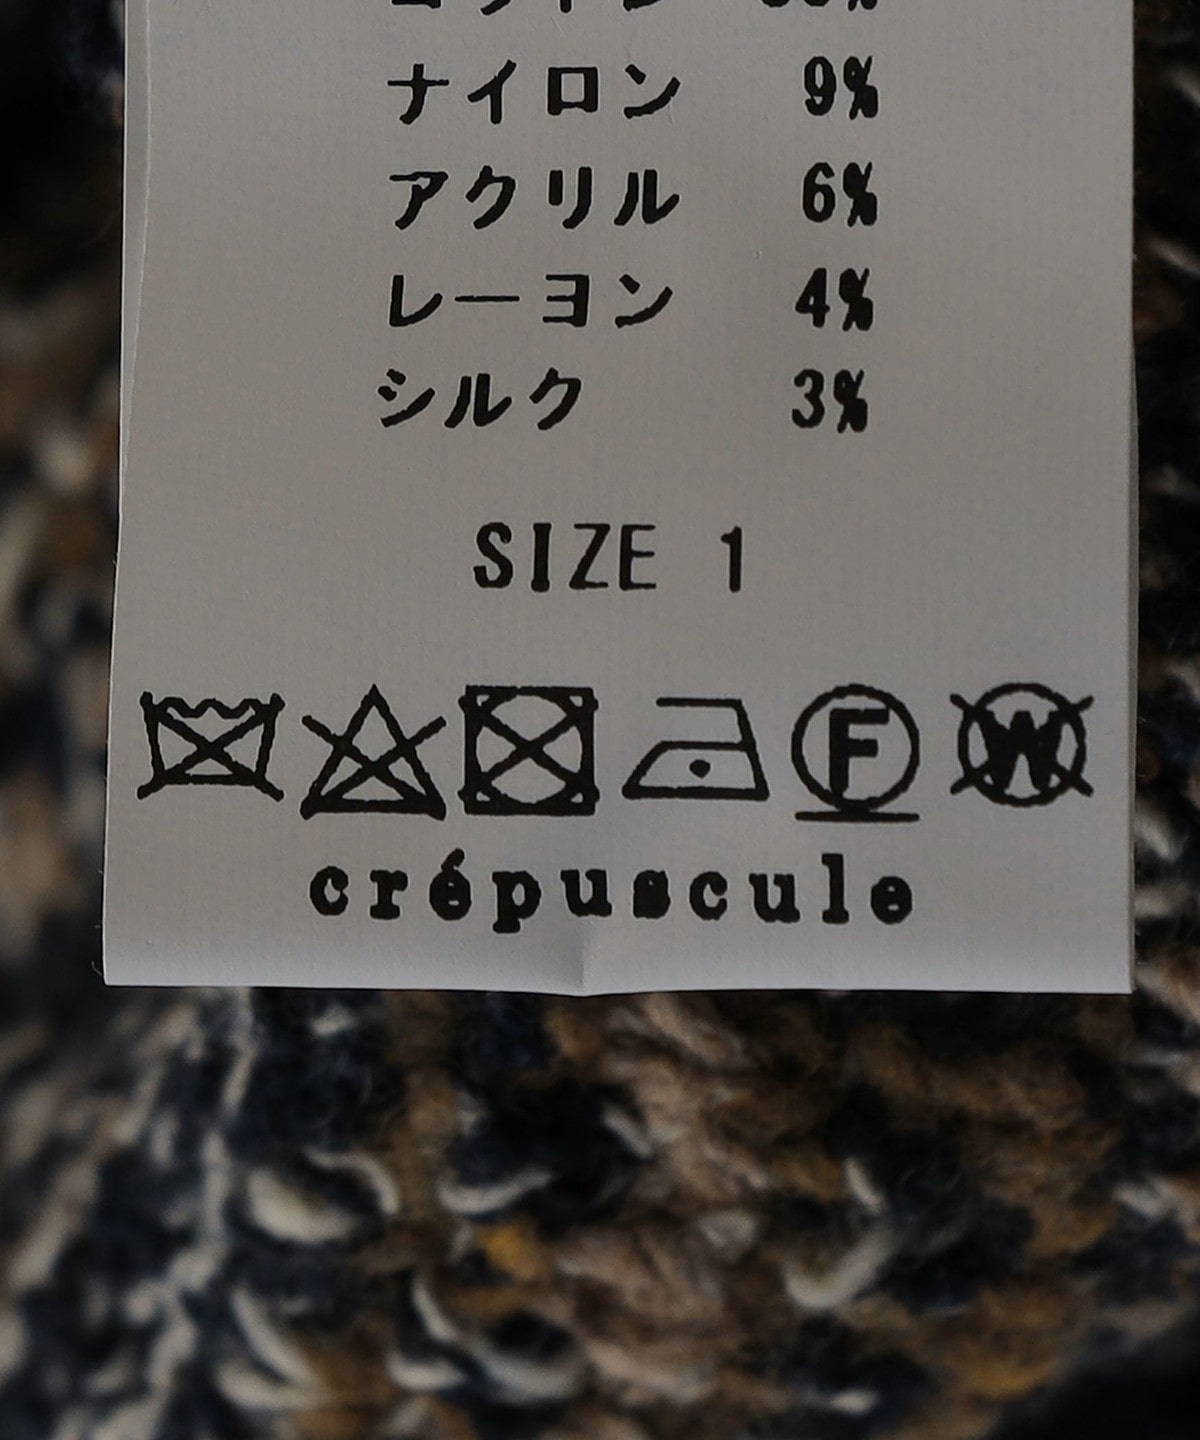 ナイロン 9%
アクリル 6%
レーヨン 4%
シルク 3%
SIZE 1
F W
crépuscule